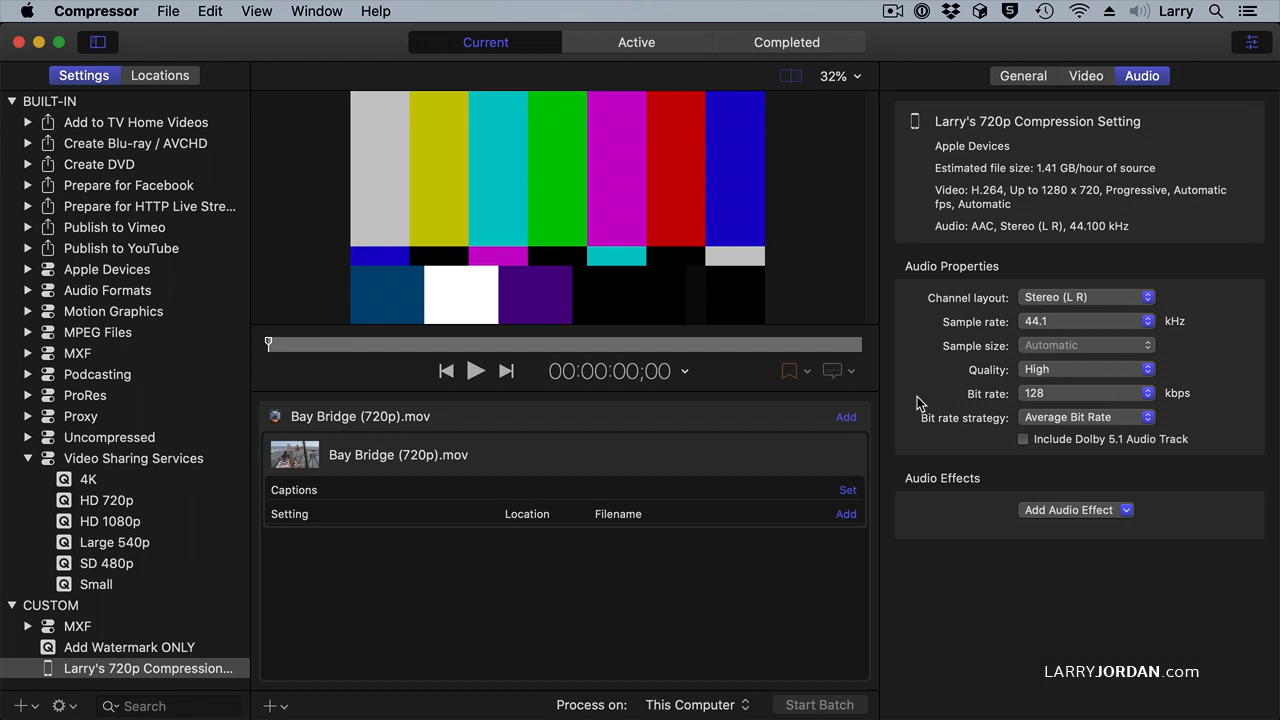 Compressor File Edit View Window Help Larry
Current Active Completed
Settings Locations
BUILT-IN
Add to TV Home Videos
Create Blu-ray / AVCHD
Create DVD
Prepare for Facebook
Prepare for HTTP Live Stre...
Publish to Vimeo
Publish to YouTube
Apple Devices
Audio Formats
Motion Graphics
MPEG Files
MXF
Podcasting
ProRes
Proxy
Uncompressed
Video Sharing Services
4K
HD 720p
HD 1080p
Large 540p
SD 480p
Small
CUSTOM
MXF
Add Watermark ONLY
Larry's 720p Compression...
Search
32%
00:00:00;00
Bay Bridge (720p).mov Add
Bay Bridge (720p).mov
Captions Set
Setting Location Filename Add
Process on: This Computer Start Batch
General Video Audio
Larry's 720p Compression Setting
Apple Devices
Estimated file size: 1.41 GB/hour of source
Video: H.264, Up to 1280 x 720, Progressive, Automatic
fps, Automatic
Audio: AAC, Stereo (L R), 44.100 kHz
Audio Properties
Channel layout: Stereo (L R)
Sample rate: 44.1 kHz
Sample size: Automatic
Quality: High
Bit rate: 128 kbps
Bit rate strategy: Average Bit Rate
Include Dolby 5.1 Audio Track
Audio Effects
Add Audio Effect
LARRYJORDAN.com